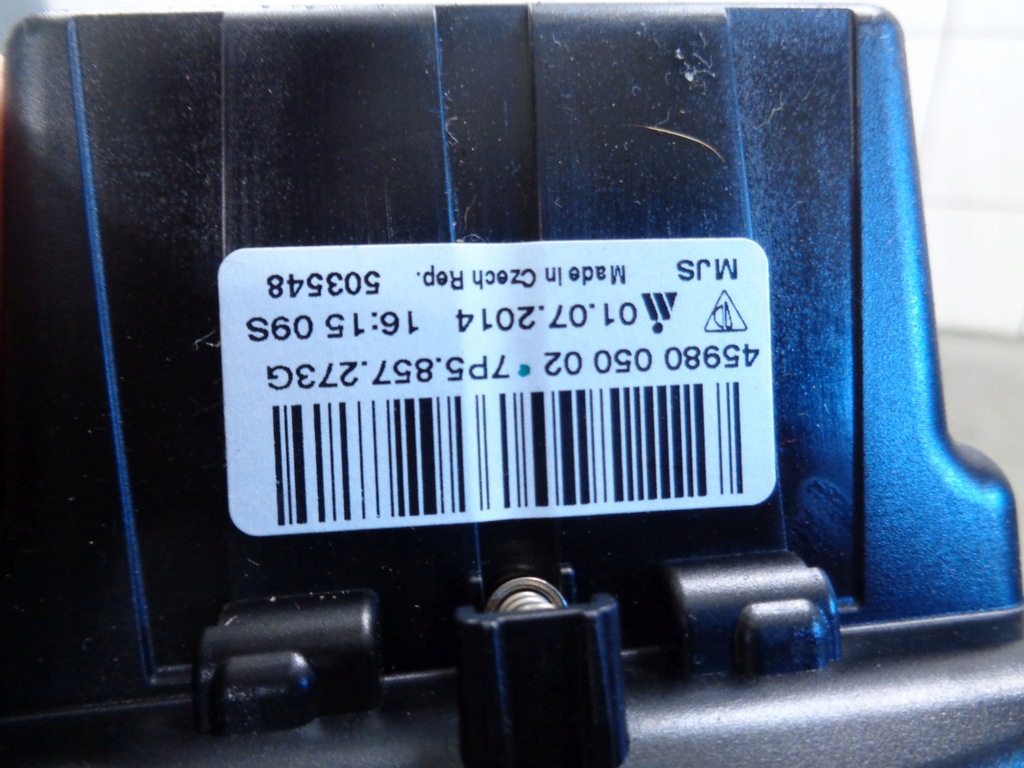 45980 050 02 7P5.857.273G
01.07.2014 16:15 09S
MJS Made in Czech Rep. 503548